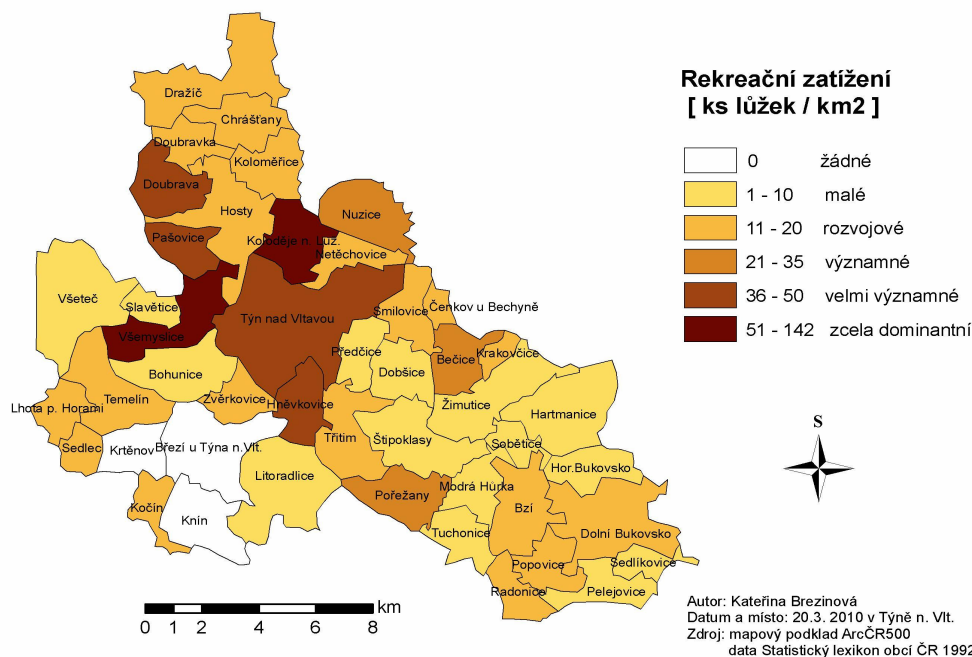 Rekreační zatížení
[ ks lůžek / km2 ]
0 žádné
1 - 10 malé
11 - 20 rozvojové
21 - 35 významné
36 - 50 velmi významné
51 - 142 zcela dominantní
Dražíč
Chrášťany
Doubravka
Koloměřice
Doubrava
Hosty
Nuzice
Pašovice
Koloděje n. Luž.
Netěchovice
Všeteč
Slavětice
Týn nad Vltavou
Smilovice
Čenkov u Bechyně
Všemyslice
Předčice
Bečice
Krakovčice
Bohunice
Dobšice
Temelín
Zvěrkovice
Hněvkovice
Žimutice
Lhota p. Horami
Hartmanice
Sedlec
Krtěnov
Březí u Týna n.Vlt.
Třitim
Štipoklasy
Sobětice
Litoradlice
Hor.Bukovsko
Modrá Hůrka
Pořežany
Kočín
Knín
Bzí
Tuchonice
Dolní Bukovsko
Popovice
Sedlíkovice
Radonice
Pelejovice
S
km
0 1 2 4 6 8
Autor: Kateřina Brezinová
Datum a místo: 20.3. 2010 v Týně n. Vlt.
Zdroj: mapový podklad ArcČR500
data Statistický lexikon obcí ČR 1992